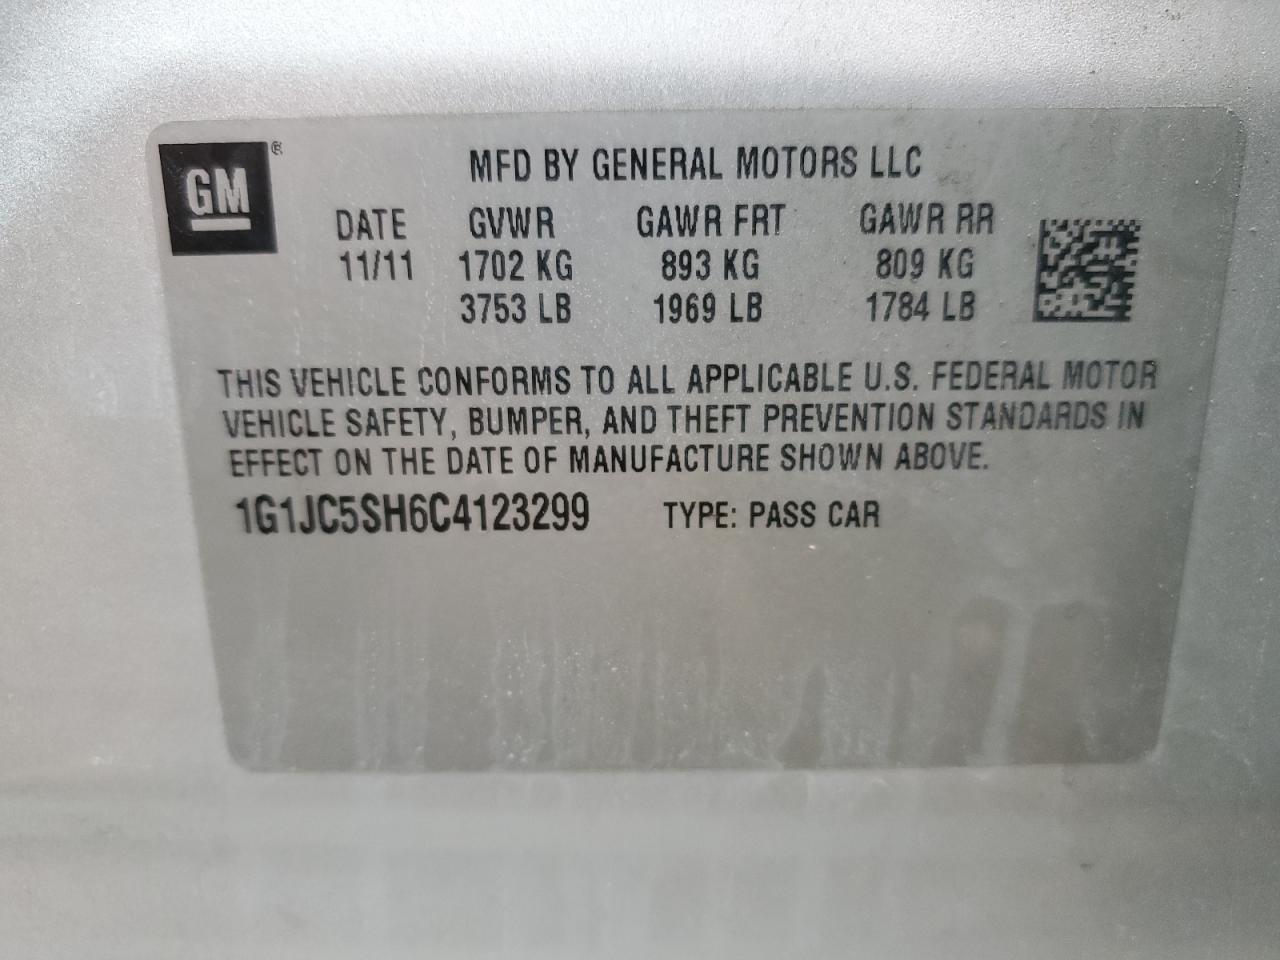 GM®
MFD BY GENERAL MOTORS LLC
DATE GVWR GAWR FRT GAWR RR
11/11 1702 KG 893 KG 809 KG
3753 LB 1969 LB 1784 LB
THIS VEHICLE CONFORMS TO ALL APPLICABLE U.S. FEDERAL MOTOR
VEHICLE SAFETY, BUMPER, AND THEFT PREVENTION STANDARDS IN
EFFECT ON THE DATE OF MANUFACTURE SHOWN ABOVE.
1G1JC5SH6C4123299 TYPE: PASS CAR